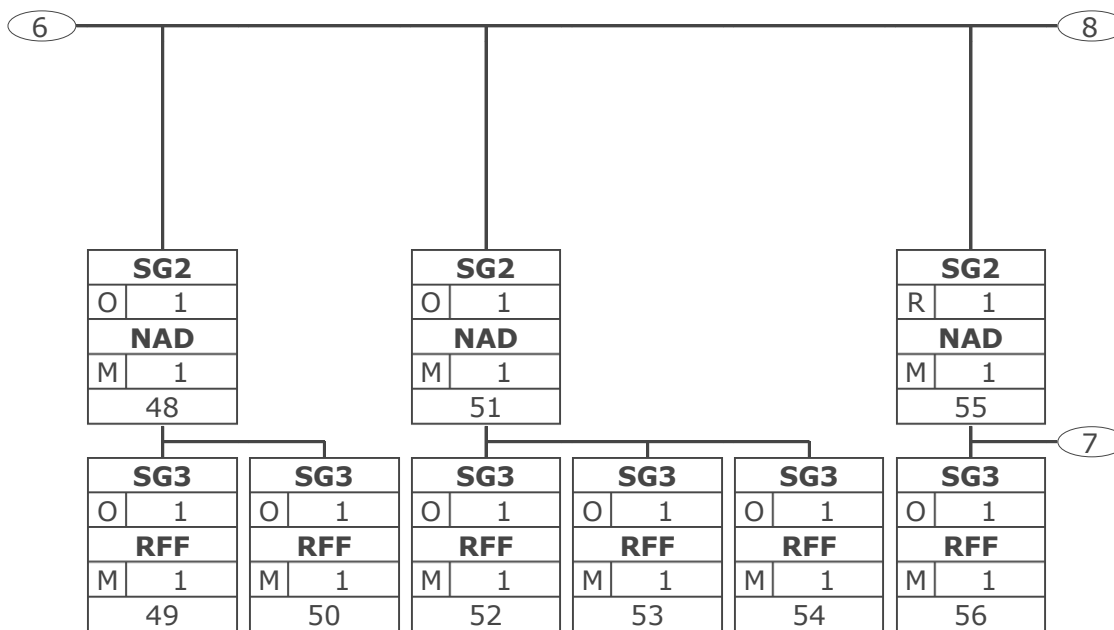 6 8
SG2 SG2 SG2
O 1 O 1 R 1
NAD NAD NAD
M 1 M 1 M 1
48 51 55
7
SG3 SG3 SG3 SG3 SG3 SG3
O 1 O 1 O 1 O 1 O 1 O 1
RFF RFF RFF RFF RFF RFF
M 1 M 1 M 1 M 1 M 1 M 1
49 50 52 53 54 56